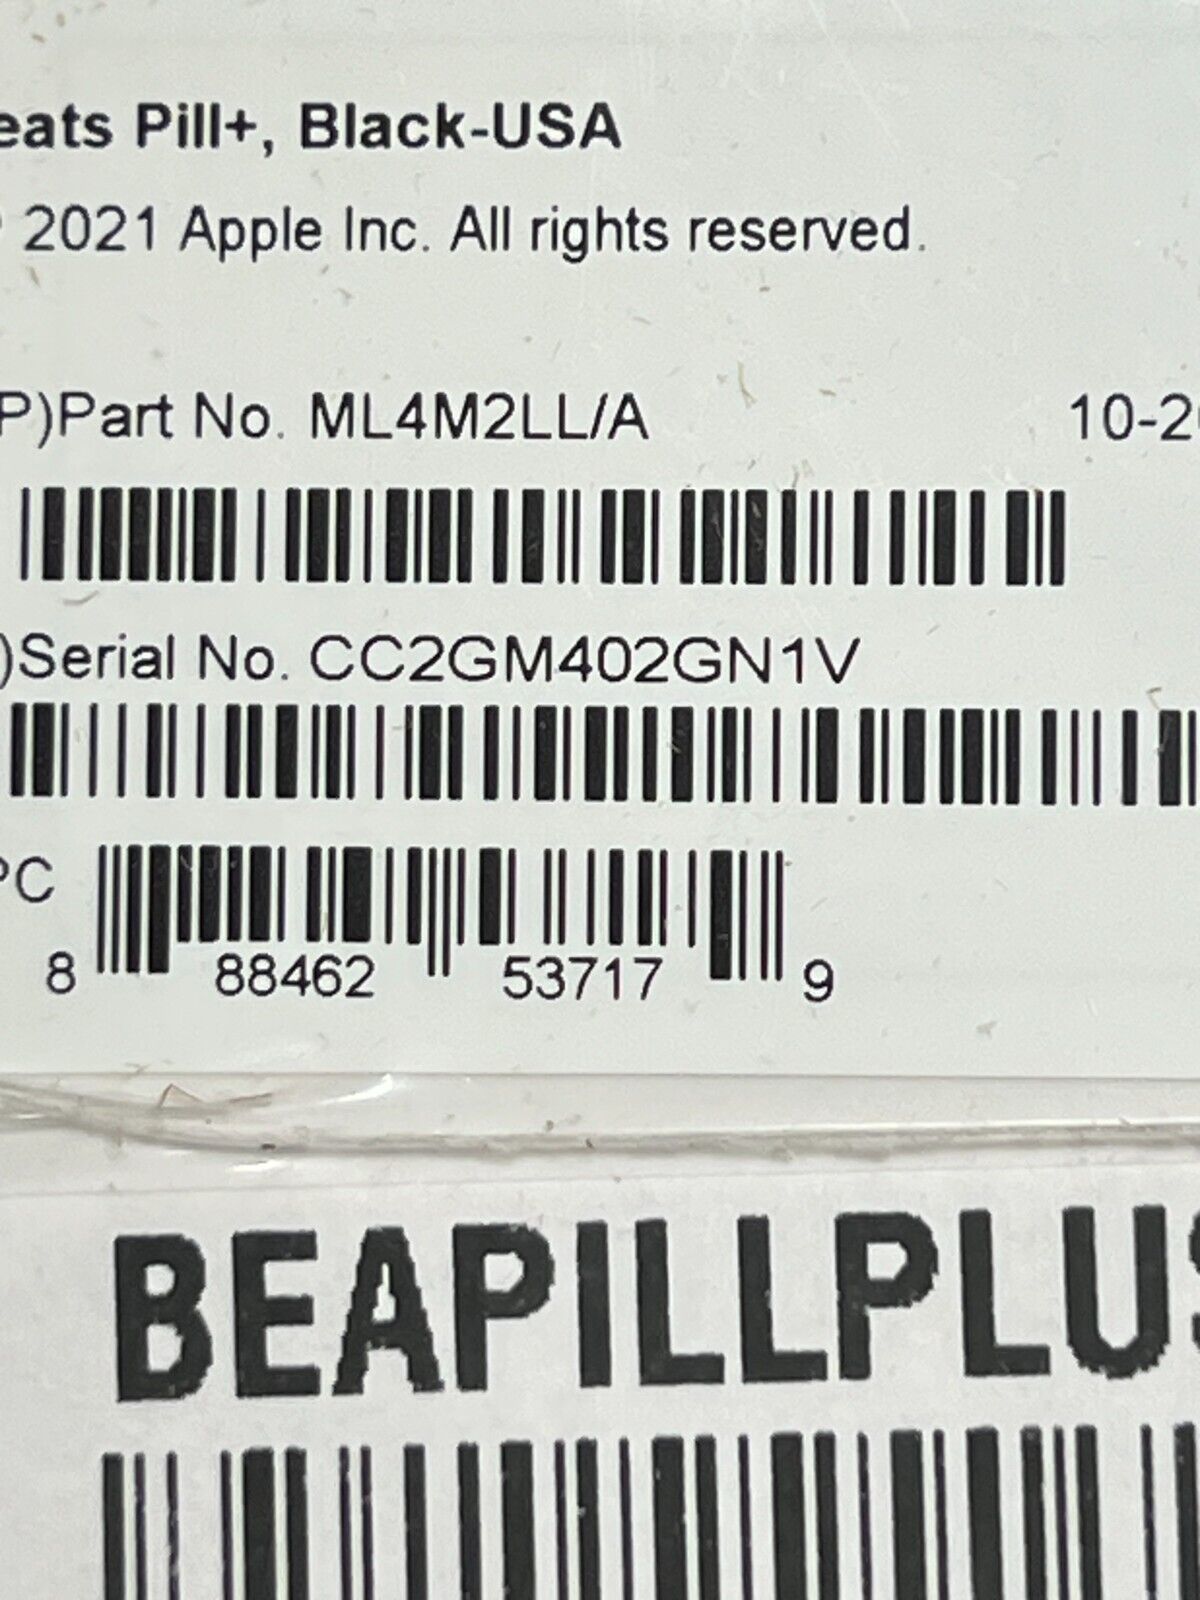 eats Pill+, Black-USA
2021 Apple Inc. All rights reserved.
P)Part No. ML4M2LL/A 10-2
)Serial No. CC2GM402GN1V
PC
8 88462 53717 9
BEAPILLPLUS